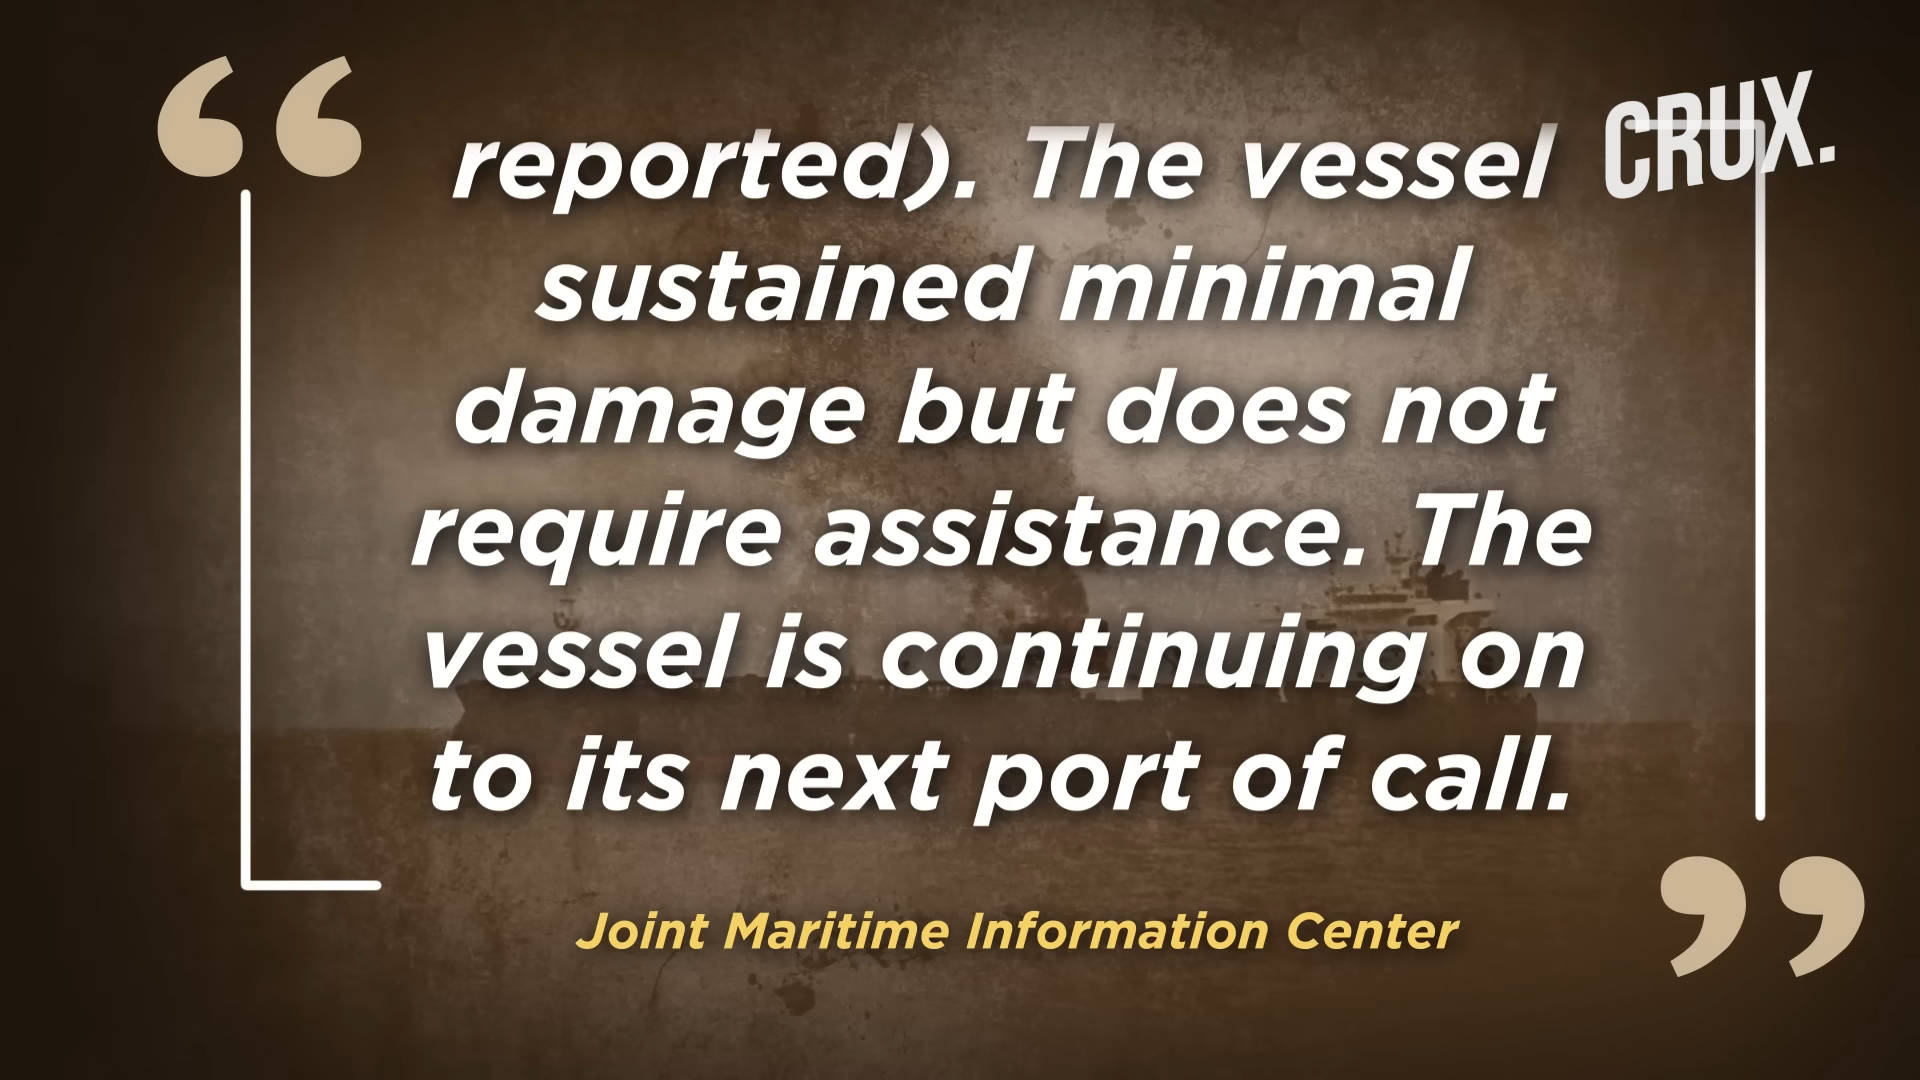 CRUX.
reported). The vessel
sustained minimal
damage but does not
require assistance. The
vessel is continuing on
to its next port of call.
Joint Maritime Information Center